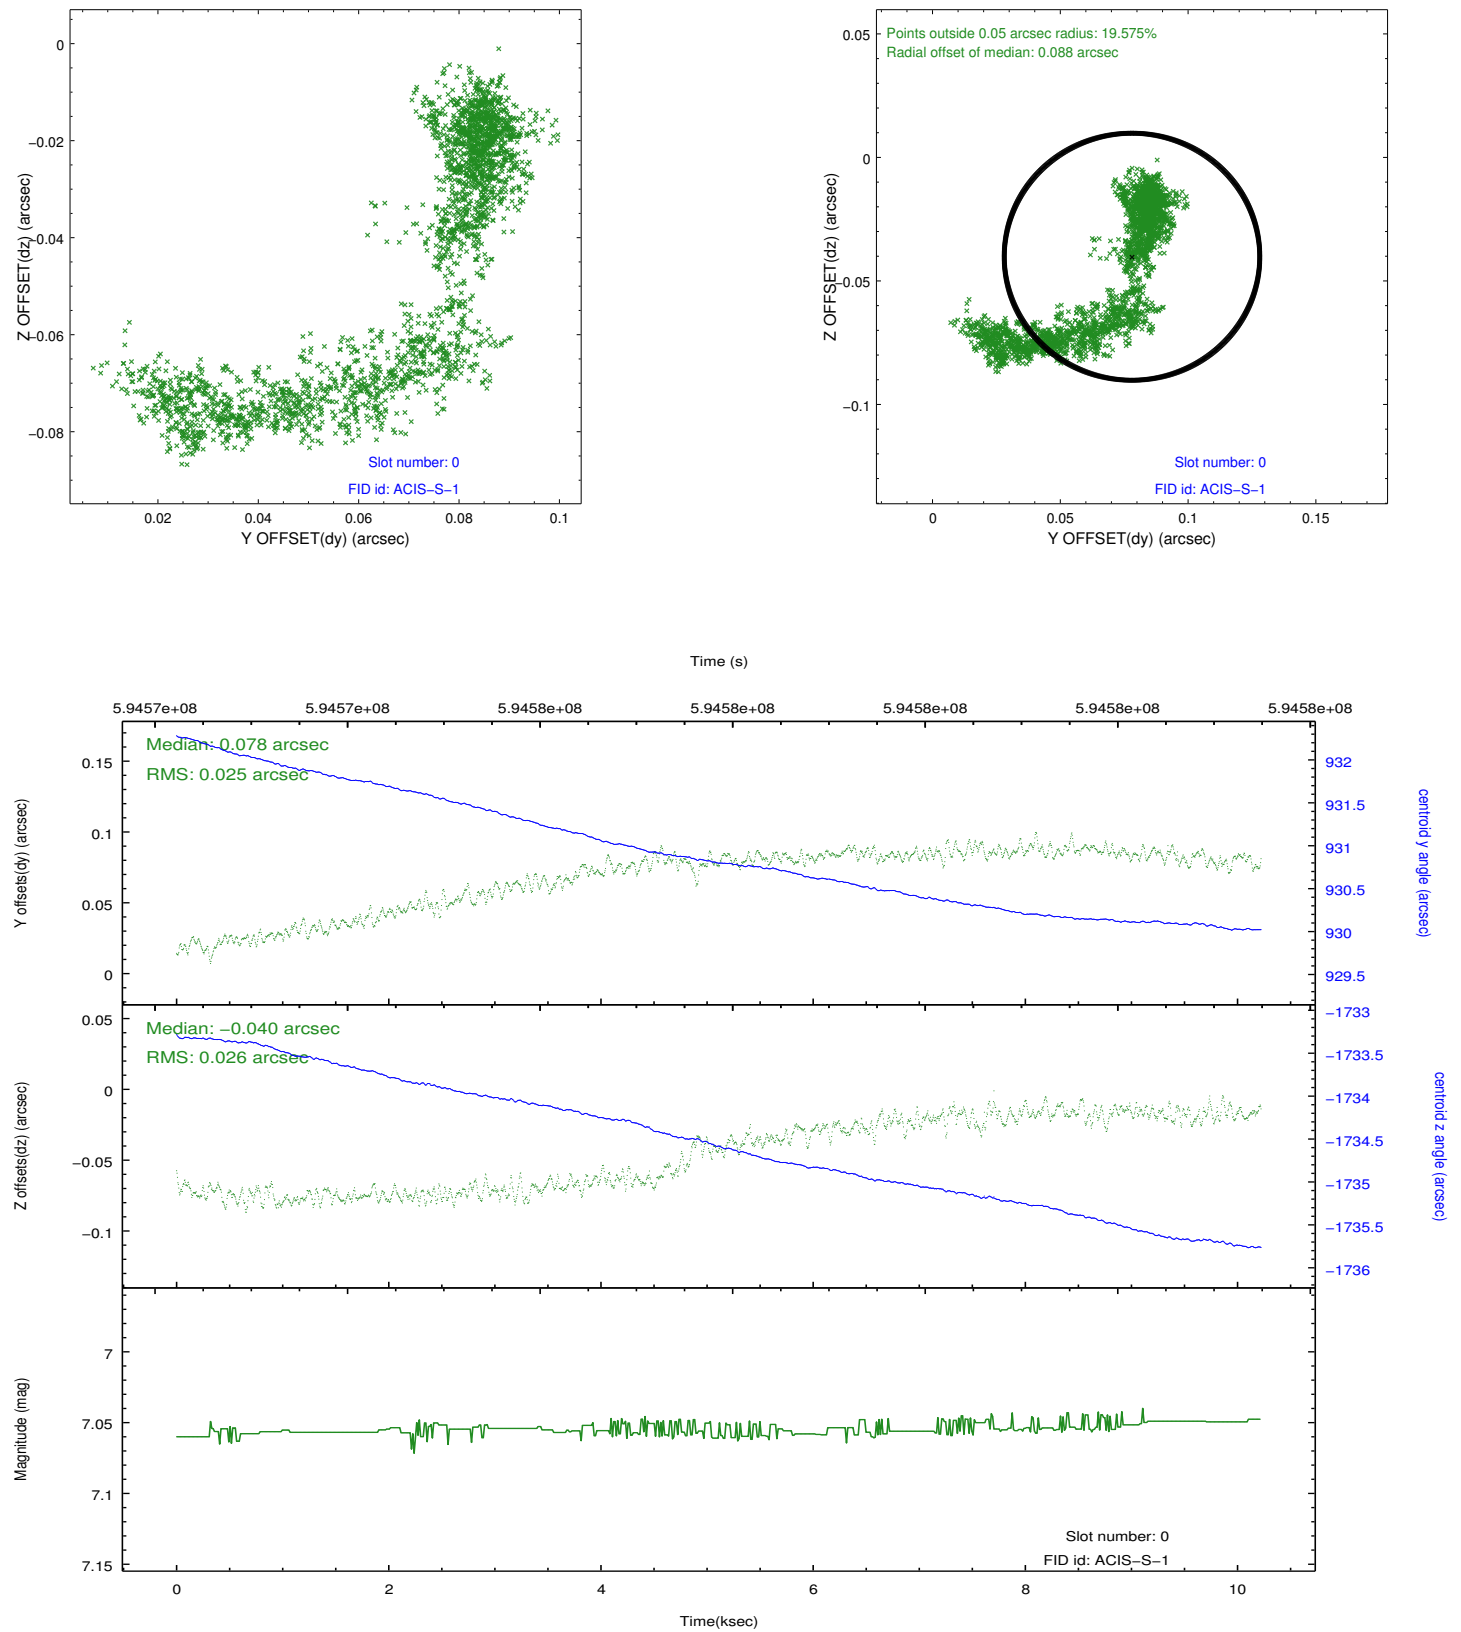 0
−0.02
−0.04
−0.06
−0.08
Z OFFSET(dz) (arcsec)
Slot number: 0
FID id: ACIS−S−1
0.02 0.04 0.06 0.08 0.1
Y OFFSET(dy) (arcsec)
Points outside 0.05 arcsec radius: 19.575%
Radial offset of median: 0.088 arcsec
0.05
0
−0.05
−0.1
Z OFFSET(dz) (arcsec)
Slot number: 0
FID id: ACIS−S−1
0 0.05 0.1 0.15
Y OFFSET(dy) (arcsec)
Time (s)
5.9457e+08 5.9457e+08 5.9458e+08 5.9458e+08 5.9458e+08 5.9458e+08 5.9458e+08
Median: 0.078 arcsec
RMS: 0.025 arcsec
0.15
0.1
0.05
0
Y offsets(dy) (arcsec)
932
931.5
931
930.5
930
929.5
centroid y angle (arcsec)
Median: −0.040 arcsec
RMS: 0.026 arcsec
0.05
0
−0.05
−0.1
Z offsets(dz) (arcsec)
−1733
−1733.5
−1734
−1734.5
−1735
−1735.5
−1736
centroid z angle (arcsec)
7
7.05
7.1
7.15
Magnitude (mag)
Slot number: 0
FID id: ACIS−S−1
0 2 4 6 8 10
Time(ksec)